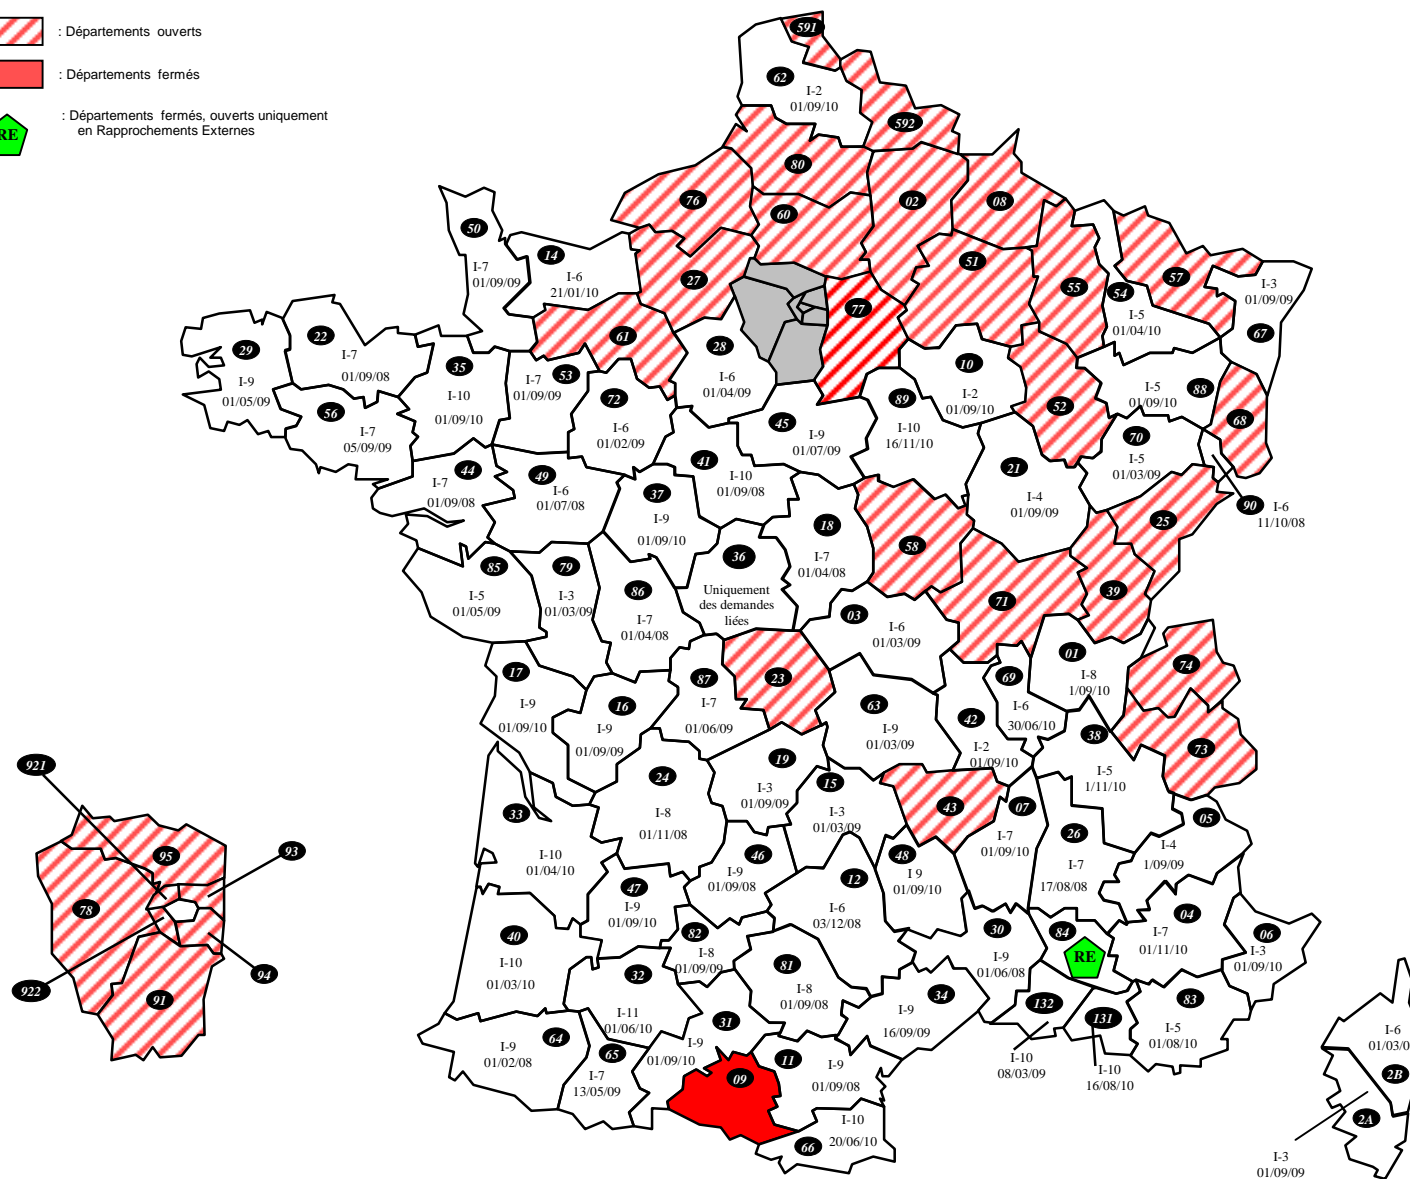 : Départements ouverts
: Départements fermés
: Départements fermés, ouverts uniquement
en Rapprochements Externes
RE
591
62
I-2
01/09/10
592
80
76
60
02
08
50
I-7
01/09/09
14
I-6
21/01/10
27
51
55
54
I-5
01/04/10
57
I-3
01/09/09
67
77
61
29
I-9
01/05/09
22
I-7
01/09/08
35
I-10
01/09/10
53
I-7
01/09/09
28
I-6
01/04/09
10
I-2
01/09/10
56
I-7
05/09/09
72
I-6
01/02/09
45
I-9
01/07/09
89
I-10
16/11/10
52
88
I-5
01/09/10
68
70
I-5
01/03/09
44
I-7
01/09/08
49
I-6
01/07/08
37
I-9
01/09/10
41
I-10
01/09/08
21
I-4
01/09/09
25
90
I-6
11/10/08
18
I-7
01/04/08
58
36
Uniquement
des demandes
liées
85
I-5
01/05/09
79
I-3
01/03/09
86
I-7
01/04/08
03
I-6
01/03/09
71
39
17
I-9
01/09/10
16
I-9
01/09/09
87
I-7
01/06/09
23
63
I-9
01/03/09
42
I-2
01/09/10
69
I-6
30/06/10
01
I-8
1/09/10
74
73
38
I-5
1/11/10
33
I-10
01/04/10
24
I-8
01/11/08
19
I-3
01/09/09
15
I-3
01/03/09
43
07
I-7
01/09/10
26
I-7
17/08/08
05
I-4
1/09/09
921
95
93
78
922
94
91
47
I-9
01/09/10
46
I-9
01/09/08
12
I-6
03/12/08
48
I 9
01/09/10
40
I-10
01/03/10
82
I-8
01/09/09
81
I-8
01/09/08
30
I-9
01/06/08
84
RE
04
I-7
01/11/10
06
I-3
01/09/10
32
I-11
01/06/10
31
I-9
01/09/10
34
I-9
16/09/09
132
I-10
08/03/09
131
I-10
16/08/10
83
I-5
01/08/10
64
I-9
01/02/08
65
I-7
13/05/09
09
11
I-9
01/09/08
66
I-10
20/06/10
I-6
01/03/0
2B
2A
I-3
01/09/09